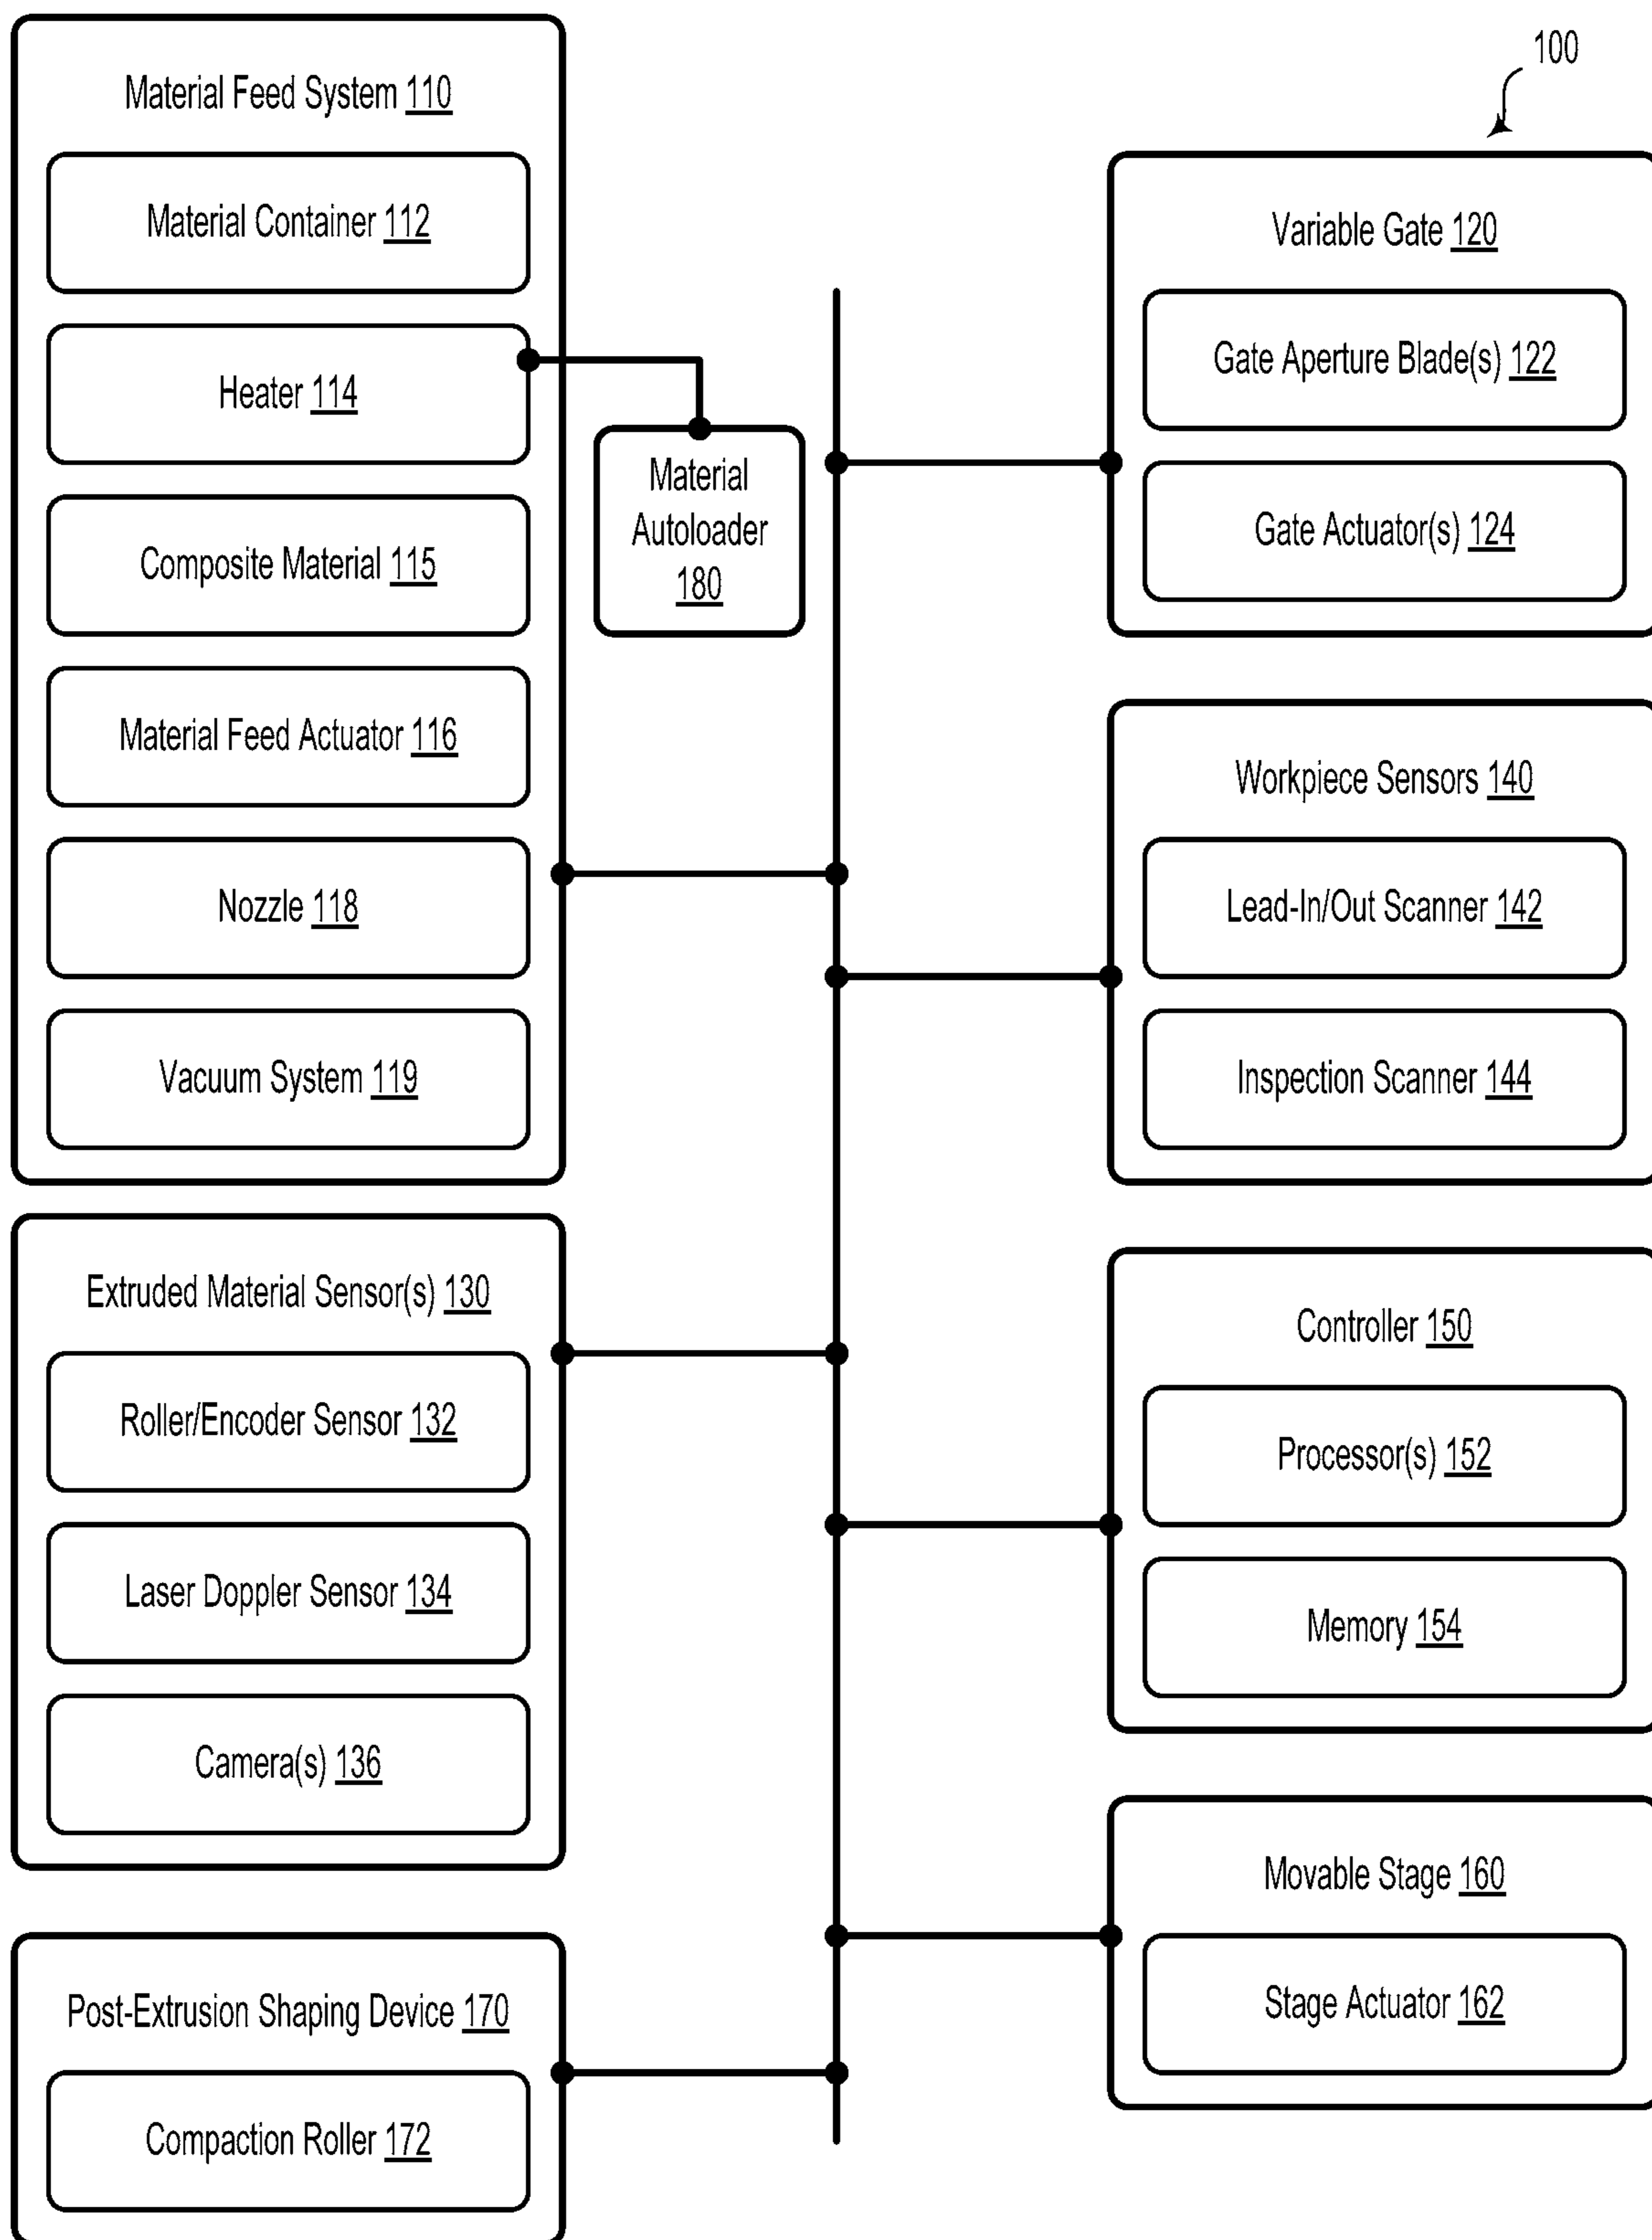 100
Material Feed System 110
Material Container 112
Heater 114
Composite Material 115
Material Feed Actuator 116
Nozzle 118
Vacuum System 119
Material
Autoloader
180
Variable Gate 120
Gate Aperture Blade(s) 122
Gate Actuator(s) 124
Workpiece Sensors 140
Lead-In/Out Scanner 142
Inspection Scanner 144
Extruded Material Sensor(s) 130
Roller/Encoder Sensor 132
Laser Doppler Sensor 134
Camera(s) 136
Controller 150
Processor(s) 152
Memory 154
Movable Stage 160
Stage Actuator 162
Post-Extrusion Shaping Device 170
Compaction Roller 172